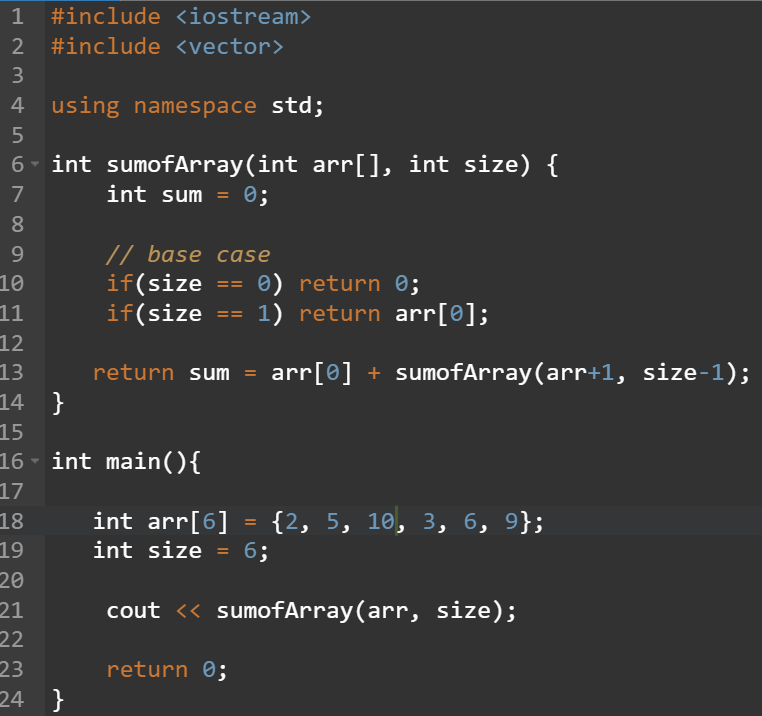 1 #include <iostream>
2 #include <vector>
3
4 using namespace std;
5
6 int sumofArray(int arr[], int size) {
7     int sum = 0;
8
9     // base case
10     if(size == 0) return 0;
11     if(size == 1) return arr[0];
12
13    return sum = arr[0] + sumofArray(arr+1, size-1);
14 }
15
16 int main(){
17
18    int arr[6] = {2, 5, 10, 3, 6, 9};
19    int size = 6;
20
21     cout << sumofArray(arr, size);
22
23     return 0;
24 }